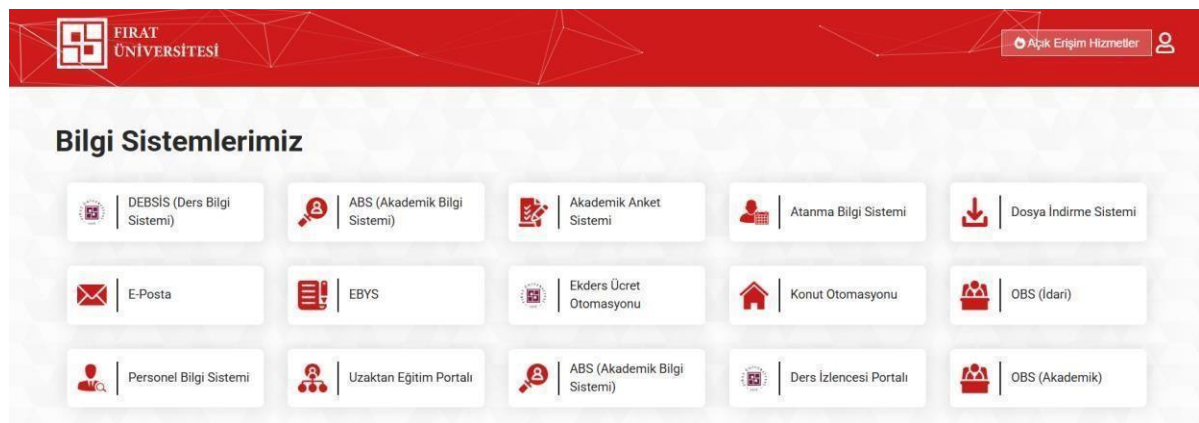 FIRAT
ÜNİVERSİTESİ
Açık Erişim Hizmetler
Bilgi Sistemlerimiz
DEBSİS (Ders Bilgi
Sistemi)
ABS (Akademik Bilgi
Sistemi)
Akademik Anket
Sistemi
Atanma Bilgi Sistemi
Dosya İndirme Sistemi
E-Posta
EBYS
Ekders Ücret
Otomasyonu
Konut Otomasyonu
OBS (İdari)
Personel Bilgi Sistemi
Uzaktan Eğitim Portalı
ABS (Akademik Bilgi
Sistemi)
Ders İzlencesi Portalı
OBS (Akademik)